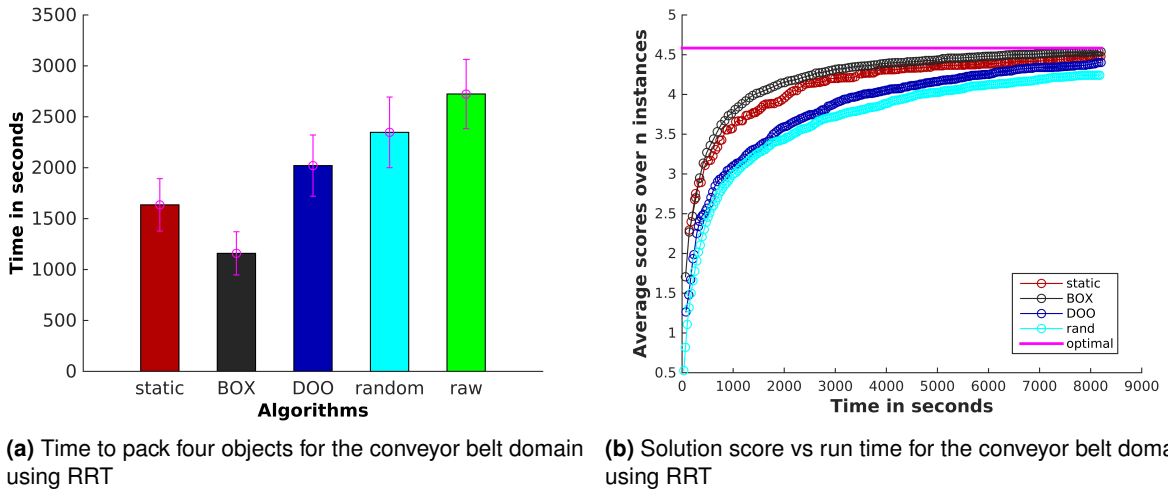 3500
3000
2500
2000
1500
1000
500
0
Time in seconds
static BOX DOO random raw
Algorithms
5
4.5
4
3.5
3
2.5
2
1.5
1
0.5
Average scores over n instances
static
BOX
DOO
rand
optimal
0 1000 2000 3000 4000 5000 6000 7000 8000 9000
Time in seconds
(a) Time to pack four objects for the conveyor belt domain
using RRT
(b) Solution score vs run time for the conveyor belt doma
using RRT